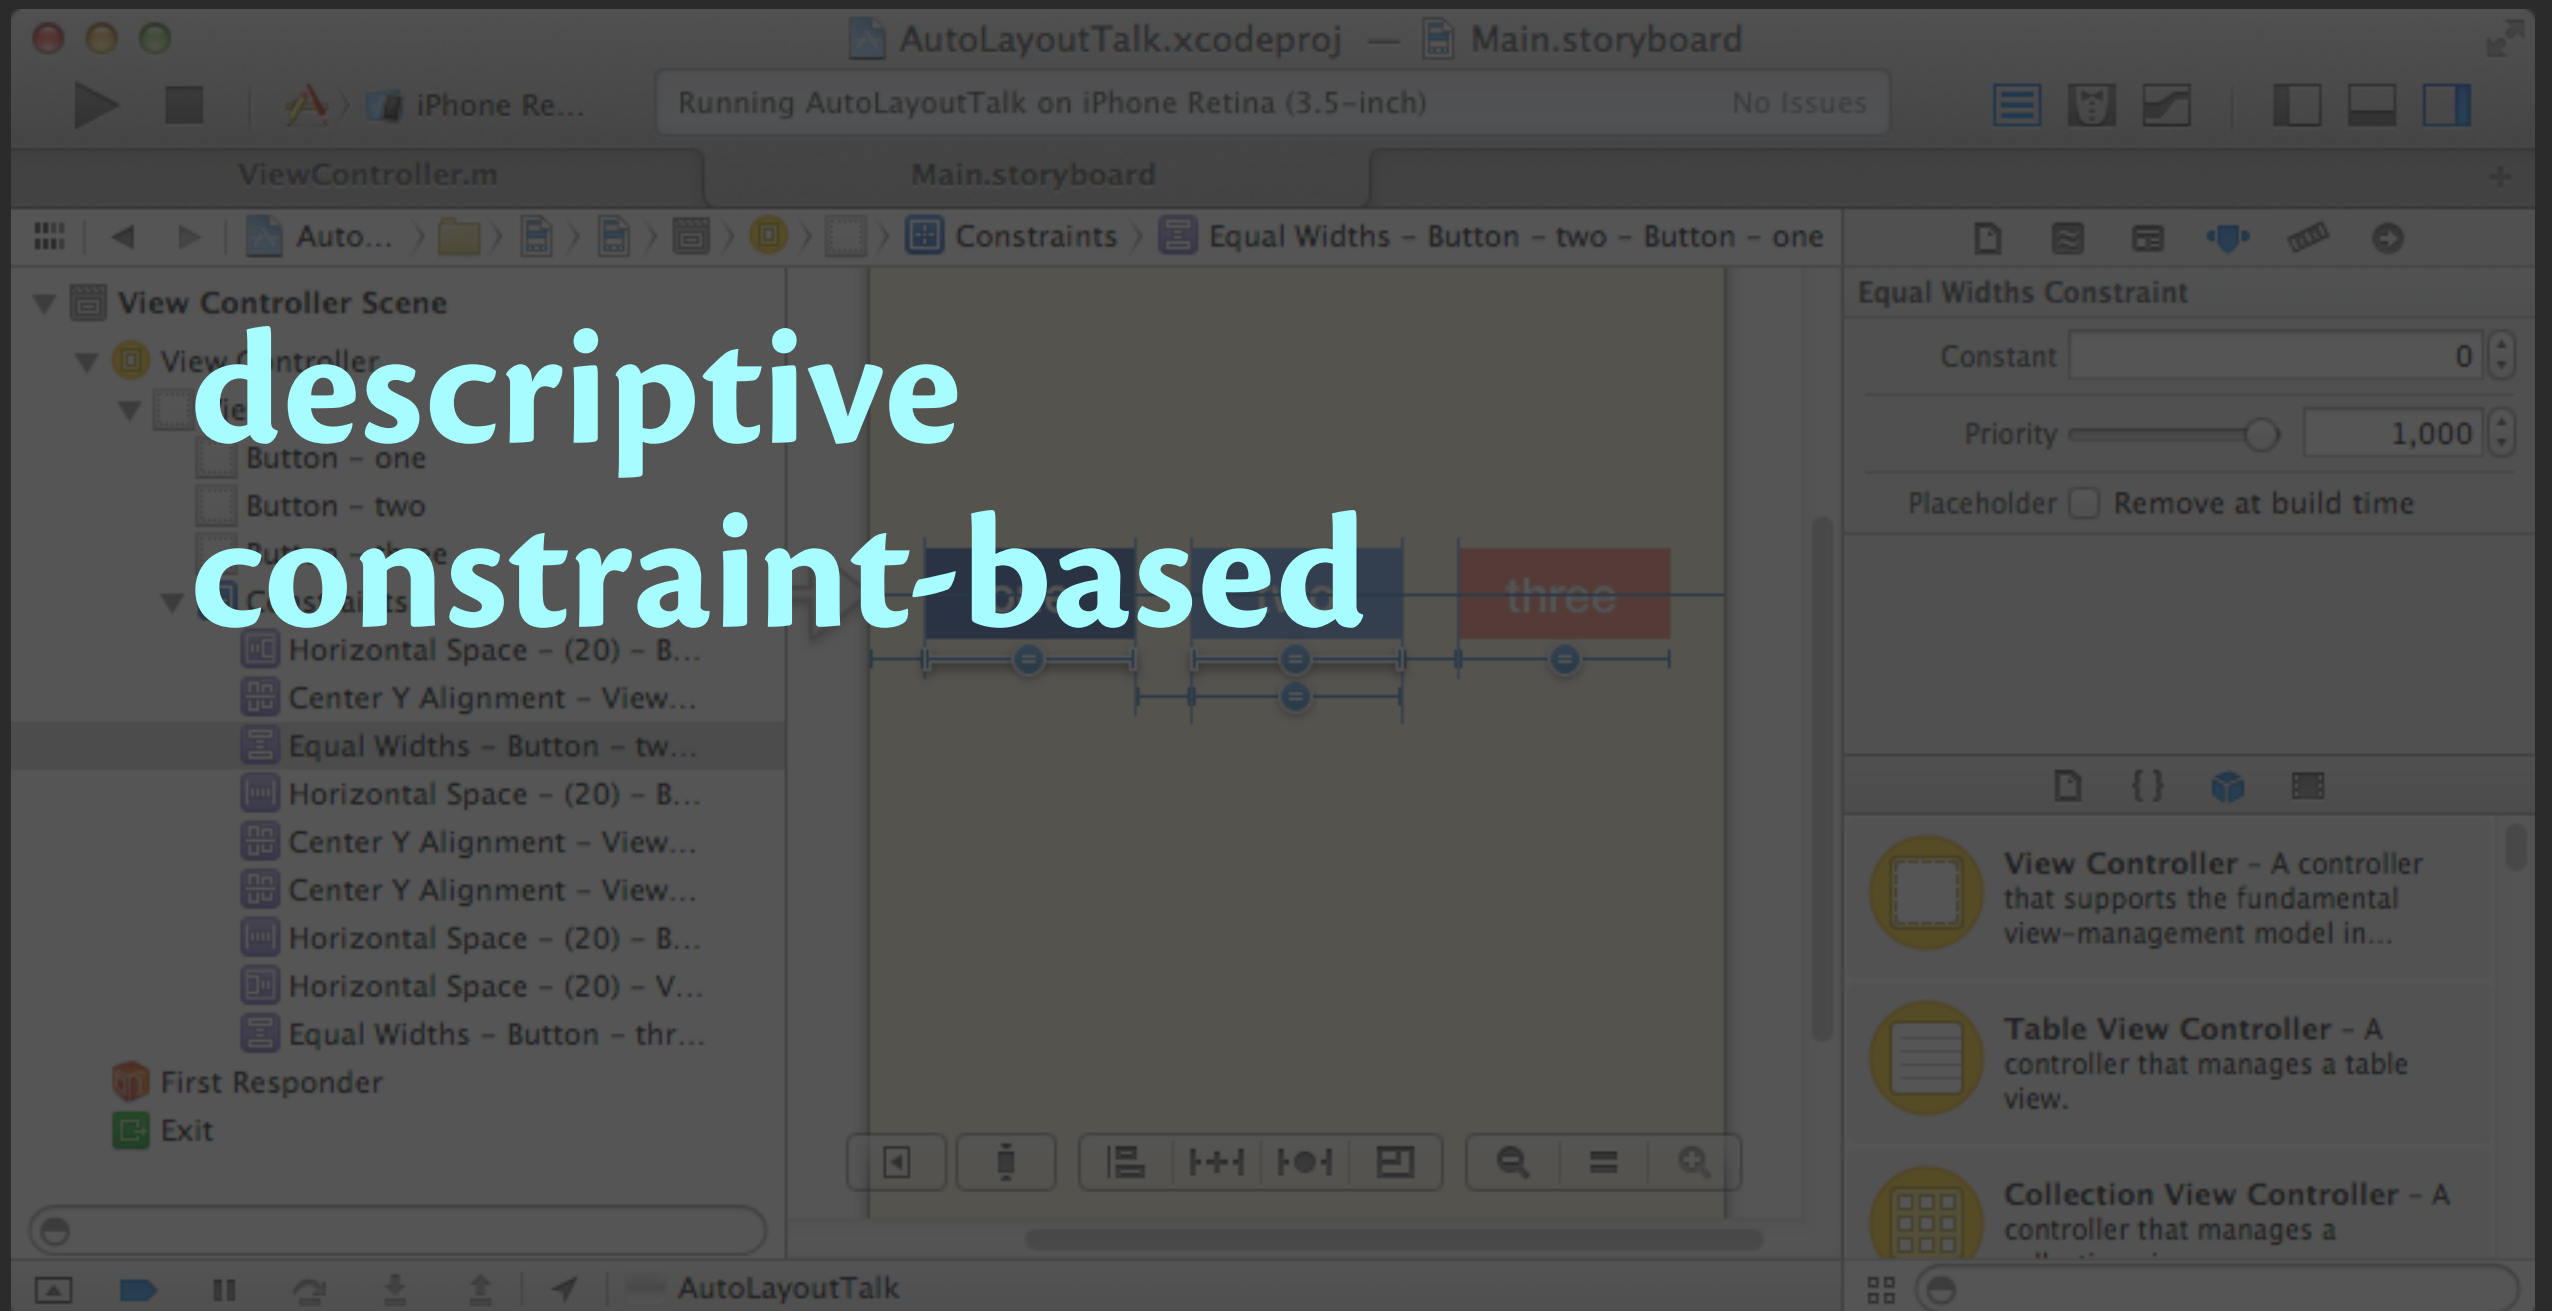 AutoLayoutTalk.xcodeproj — Main.storyboard
iPhone Re...
Running AutoLayoutTalk on iPhone Retina (3.5-inch)
No Issues
ViewController.m
Main.storyboard
Auto...
Constraints
Equal Widths - Button - two - Button - one
View Controller Scene
View Controller
descriptive
Button - one
Button - two
constraint-based
Constraints
Horizontal Space - (20) - B...
Center Y Alignment - View...
Equal Widths - Button - tw...
Horizontal Space - (20) - B...
Center Y Alignment - View...
Center Y Alignment - View...
Horizontal Space - (20) - B...
Horizontal Space - (20) - V...
Equal Widths - Button - thr...
First Responder
Exit
three
Equal Widths Constraint
Constant 0
Priority 1,000
Placeholder Remove at build time
View Controller - A controller
that supports the fundamental
view-management model in...
Table View Controller - A
controller that manages a table
view.
Collection View Controller - A
controller that manages a
AutoLayoutTalk